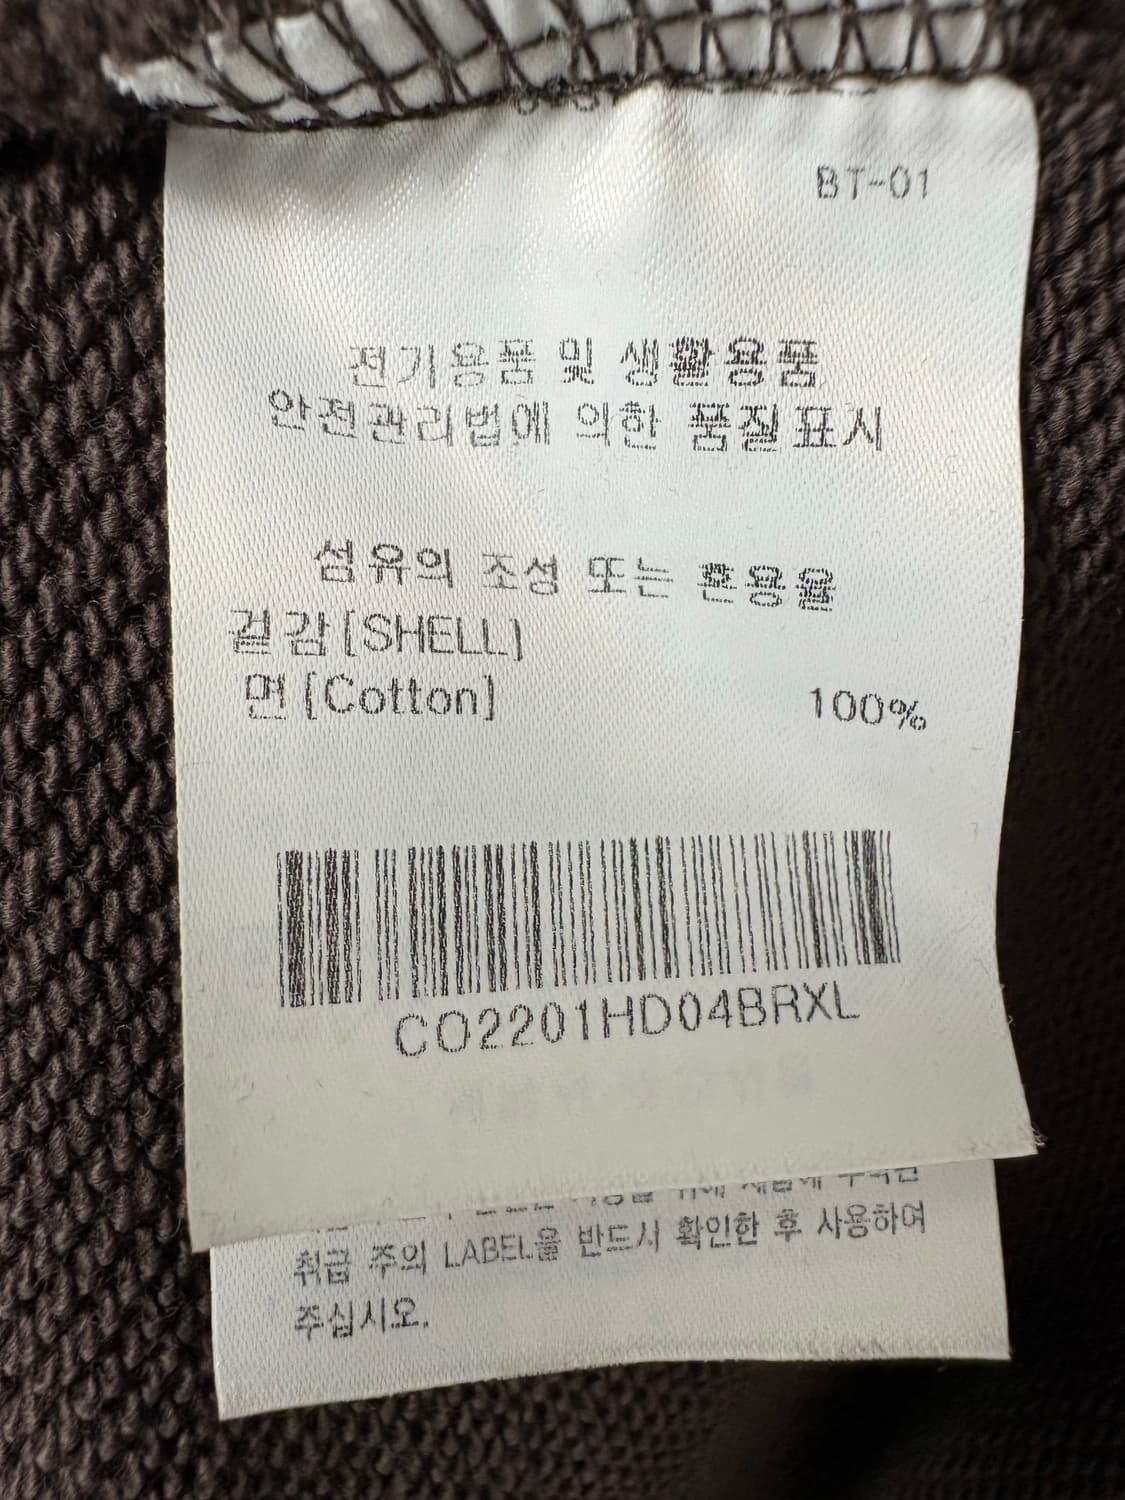 BT-01
전기용품 및 생활용품
안전관리법에 의한 품질표시
섬유의 조성 또는 혼용율
겉감[SHELL]
면[Cotton] 100%
CO2201HD04BRXL
취급 주의 LABEL을 반드시 확인한 후 사용하여
주십시오.